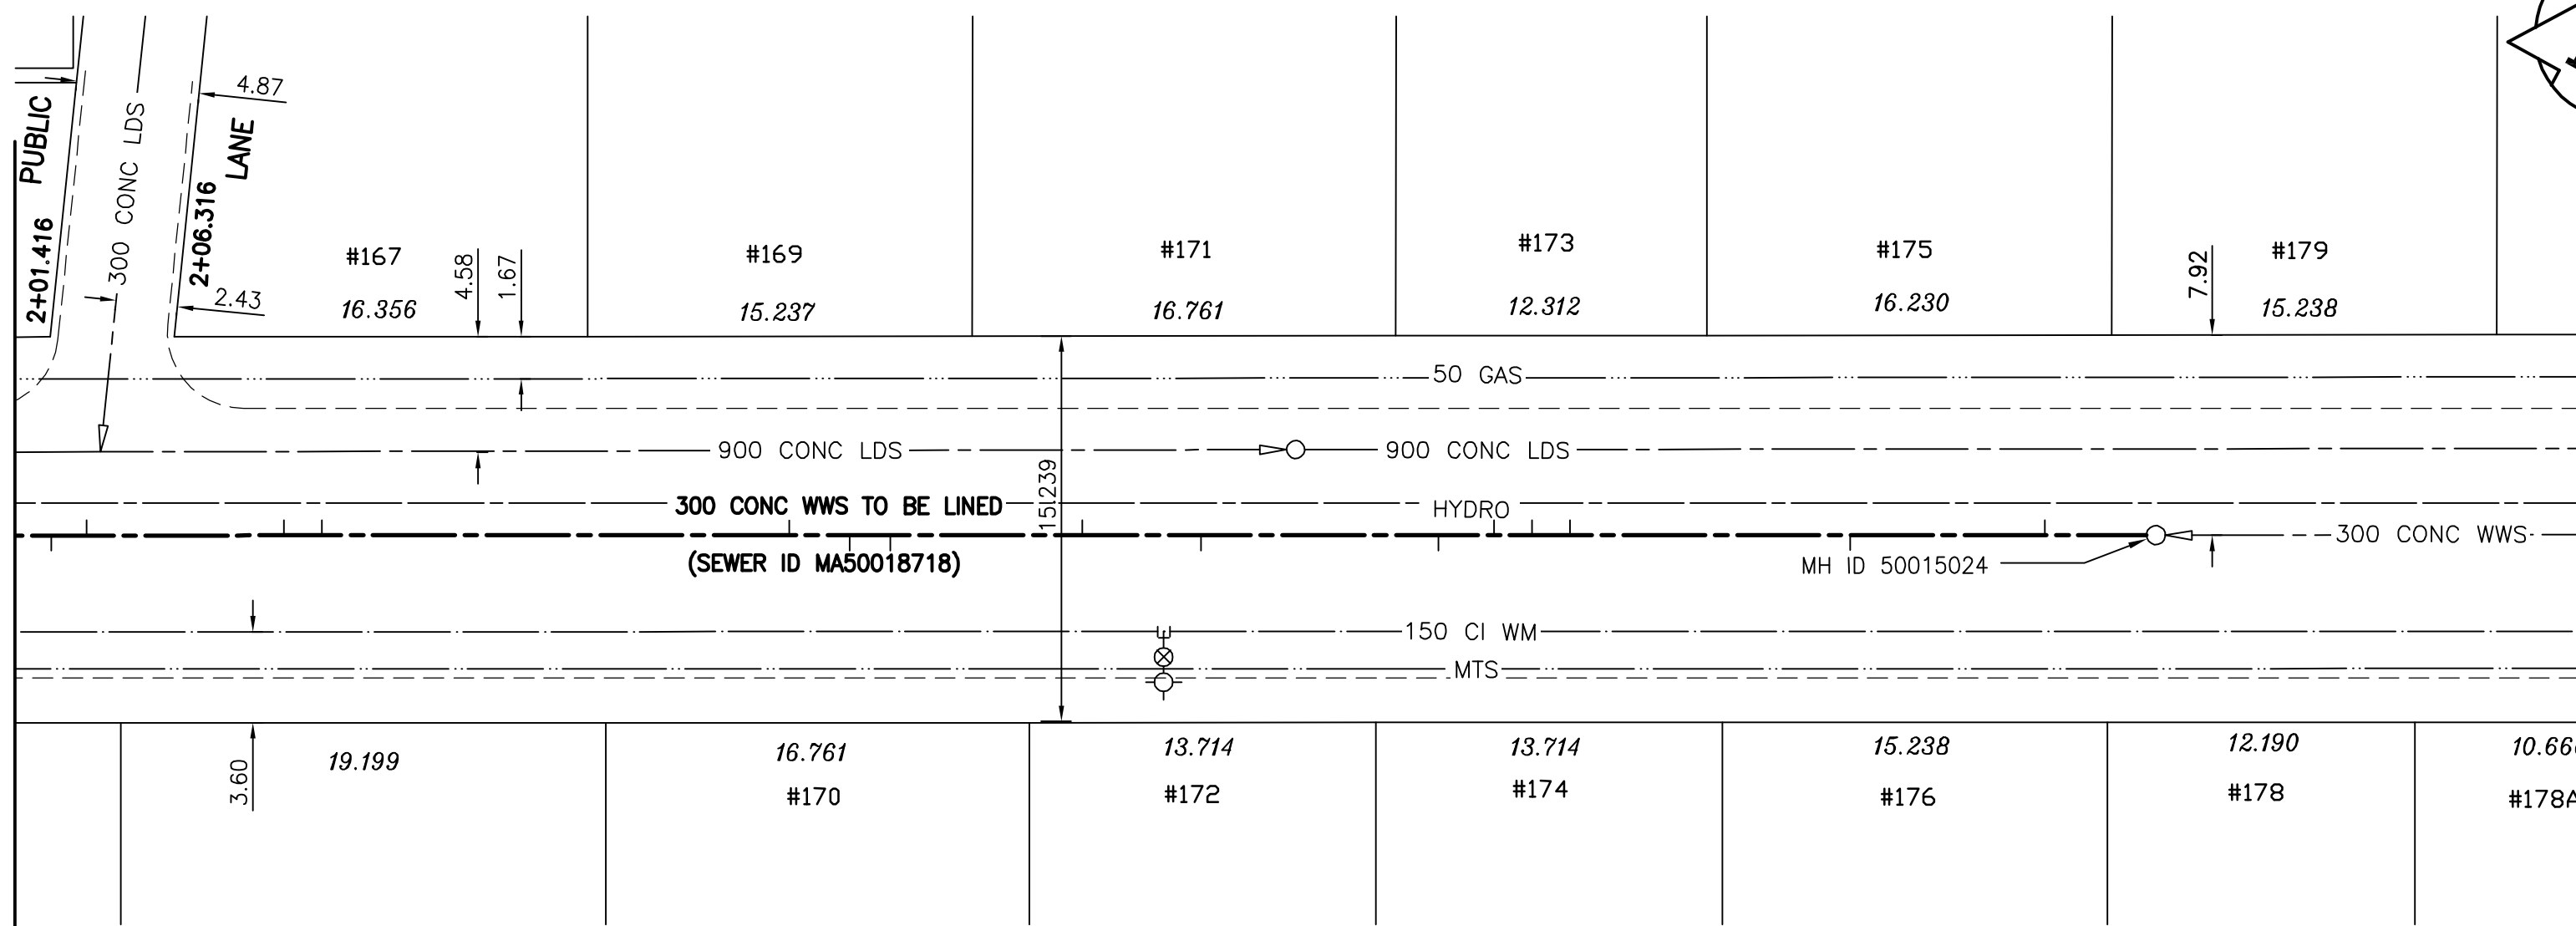 PUBLIC
LANE
2+01.416
2+06.316
300 CONC LDS
4.87
2.43
#167
16.356
4.58
1.67
#169
15.237
#171
16.761
#173
12.312
#175
16.230
7.92
#179
15.238
50 GAS
900 CONC LDS
900 CONC LDS
15.239
300 CONC WWS TO BE LINED
HYDRO
(SEWER ID MA50018718)
MH ID 50015024
300 CONC WWS
150 CI WM
MTS
3.60
19.199
16.761
#170
13.714
#172
13.714
#174
15.238
#176
12.190
#178
#178A